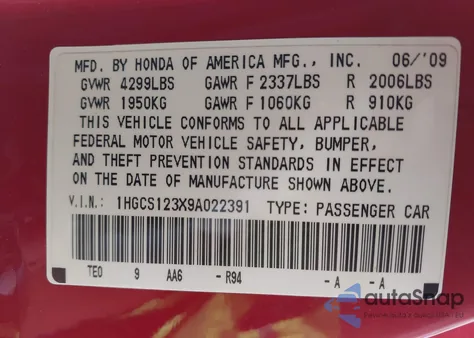 MFD. BY HONDA OF AMERICA MFG., INC. 06/'09
GVWR 4299LBS GAWR F 2337LBS R 2006LBS
GVWR 1950KG GAWR F 1060KG R 910KG
THIS VEHICLE CONFORMS TO ALL APPLICABLE
FEDERAL MOTOR VEHICLE SAFETY, BUMPER,
AND THEFT PREVENTION STANDARDS IN EFFECT
ON THE DATE OF MANUFACTURE SHOWN ABOVE.
V.I.N.: 1HGCS123X9A022391 TYPE: PASSENGER CAR
TEO 9 AA6 -R94 -A -A
autosnap